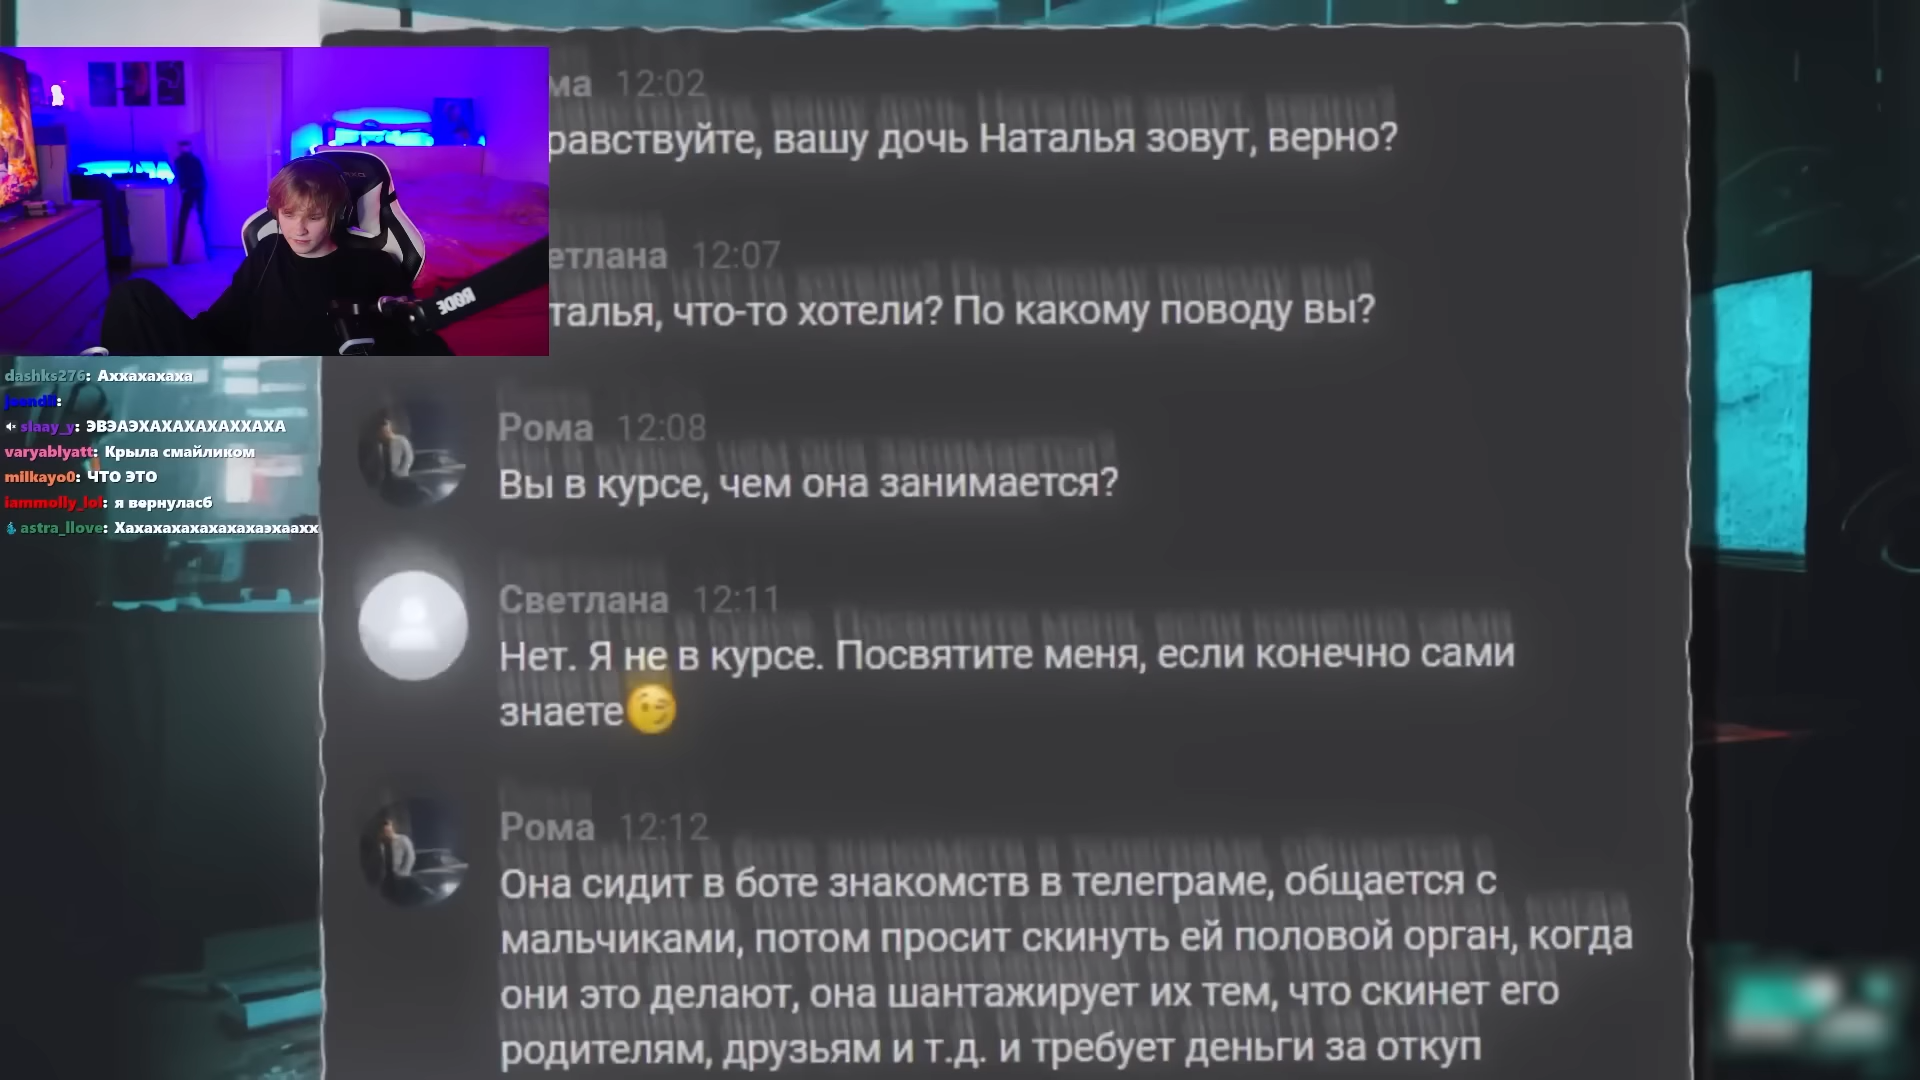 ма 12:02
равствуйте, вашу дочь Наталья зовут, верно?
етлана 12:07
талья, что-то хотели? По какому поводу вы?
RODE
dashks276: Аххахахаха
slaay_y: ЭВЭАЭХАХАХАХАХХАХА
varyablyatt: Крыла смайликом
milkayo0: ЧТО ЭТО
iammolly_lol: я вернуласб
astra_llove: Хахахахахахахахаэхаахх
Рома 12:08
Вы в курсе, чем она занимается?
Светлана 12:11
Нет. Я не в курсе. Посвятите меня, если конечно сами
знаете😉
Рома 12:12
Она сидит в боте знакомств в телеграме, общается с
мальчиками, потом просит скинуть ей половой орган, когда
они это делают, она шантажирует их тем, что скинет его
родителям, друзьям и т.д. и требует деньги за откуп